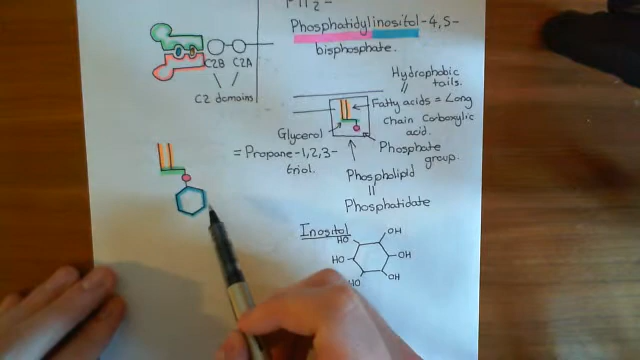 Phosphatidylinositol-4,5-
bisphosphate.
C2B C2A
C2 domains
Hydrophobic
tails.
=
Fatty acids = Long
chain Carboxylic
acid.
Glycerol
= Propane-1,2,3-
triol.
Phosphate
group.
Phospholipid
=
Phosphatidate
Inositol
HO
OH
HO
OH
HO
OH